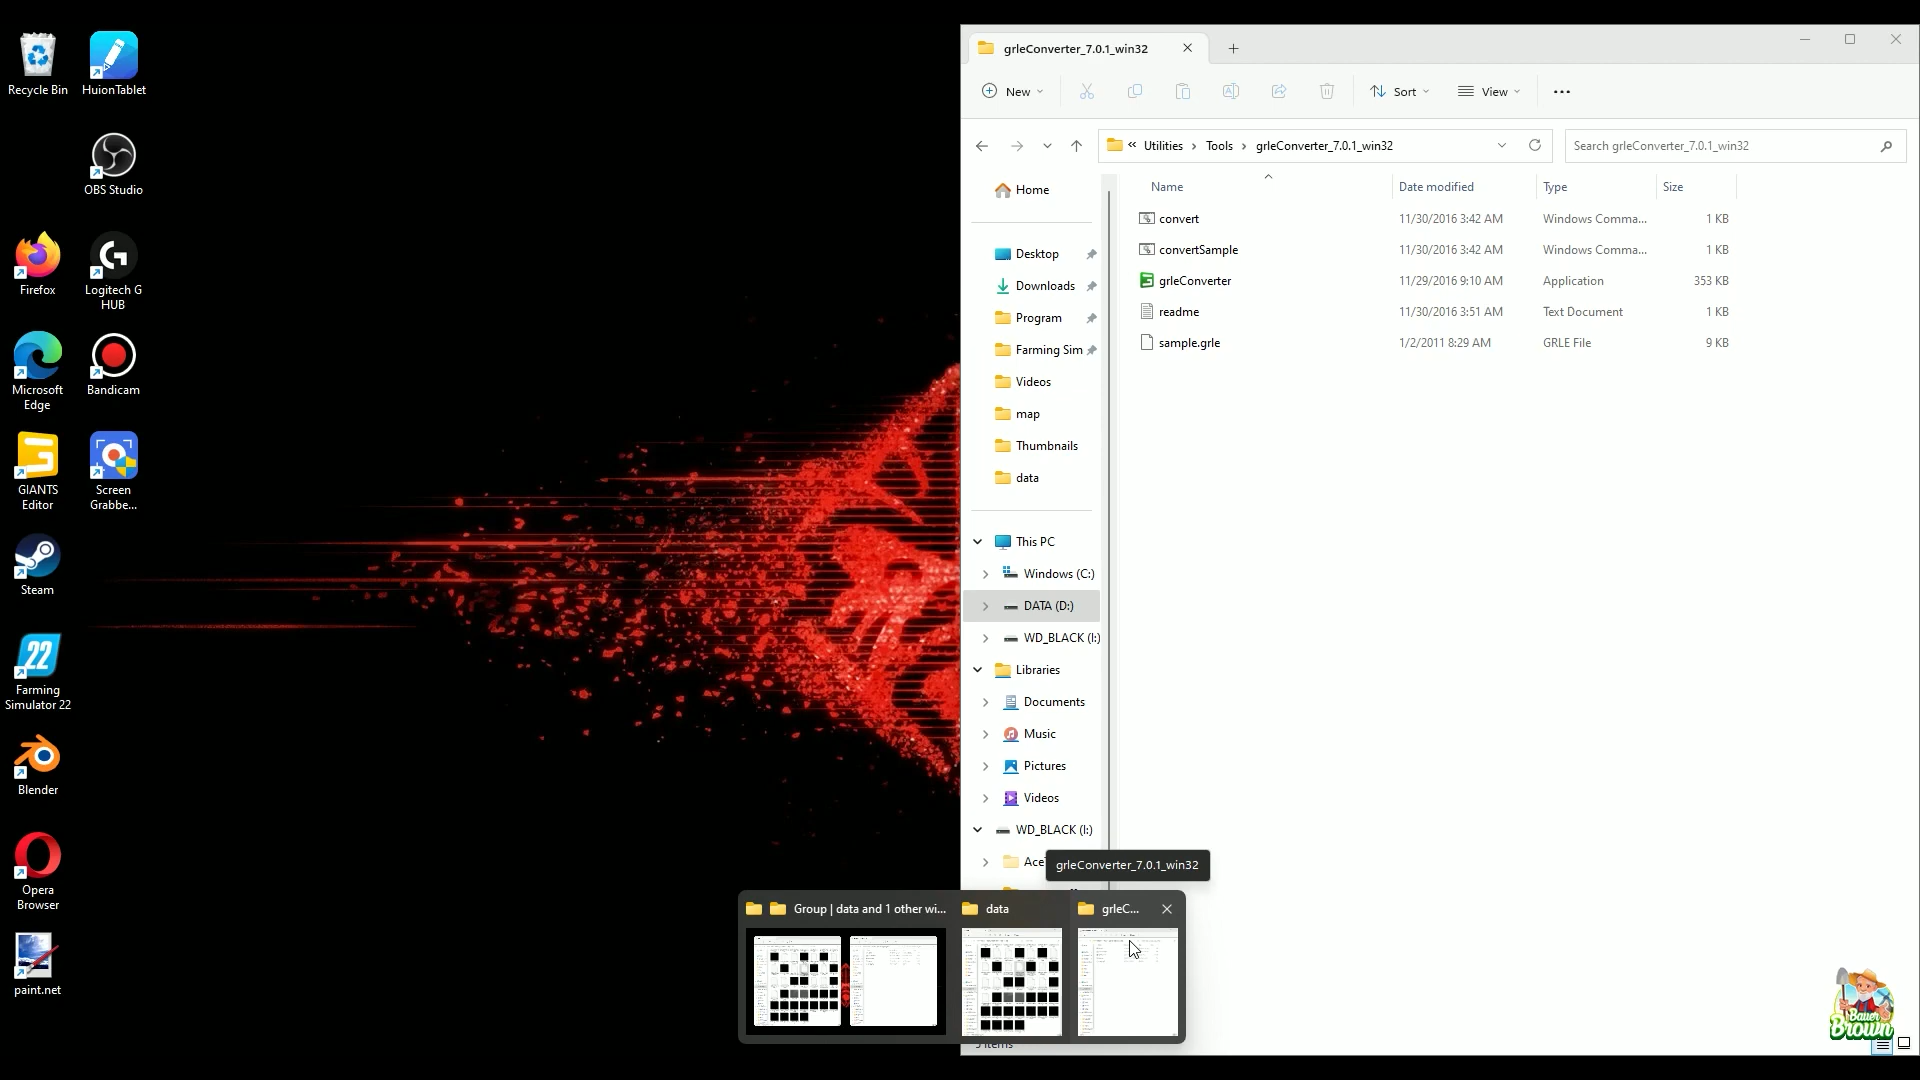 Recycle Bin
HuionTablet
OBS Studio
Firefox
Logitech G
HUB
Microsoft
Edge
Bandicam
GIANTS
Editor
Screen
Grabbe...
Steam
22
Farming
Simulator 22
Blender
Opera
Browser
paint.net
grleConverter_7.0.1_win32
New
Sort
View
« Utilities > Tools > grleConverter_7.0.1_win32
Search grleConverter_7.0.1_win32
Name Date modified Type Size
convert 11/30/2016 3:42 AM Windows Comma... 1 KB
convertSample 11/30/2016 3:42 AM Windows Comma... 1 KB
grleConverter 11/29/2016 9:10 AM Application 353 KB
readme 11/30/2016 3:51 AM Text Document 1 KB
sample.grle 1/2/2011 8:29 AM GRLE File 9 KB
Home
Desktop
Downloads
Program
Farming Sim
Videos
map
Thumbnails
data
This PC
Windows (C:)
DATA (D:)
WD_BLACK (I:)
Libraries
Documents
Music
Pictures
Videos
WD_BLACK (I:)
Ace
grleConverter_7.0.1_win32
Group | data and 1 other wi...
data
grleC...
items
Bauer
Brown